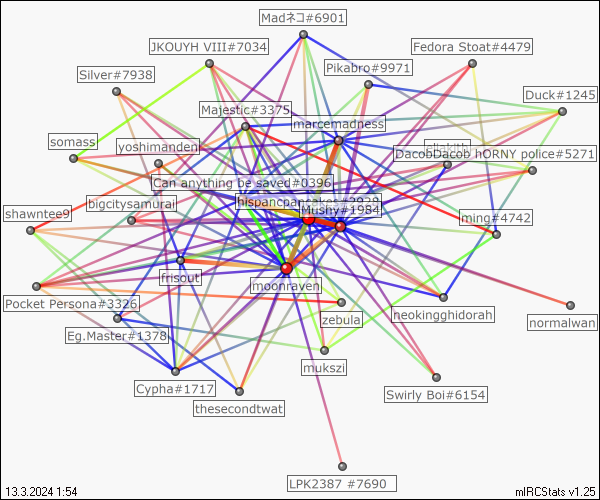 Madネコ#6901
JKOUYH VIII#7034
Fedora Stoat#4479
Pikabro#9971
Silver#7938
Duck#1245
Majestic#3375
marcemadness
somass
yoshimanden
DacobDacob hORNY police#5271
Can anything be saved#0396
hispancpancakes#3939
bigcitysamurai
Mushy#1984
shawntee9
ming#4742
frisout
moonraven
Pocket Persona#3326
zebula
neokingghidorah
normalwan
Eg.Master#1378
mukszi
Cypha#1717
Swirly Boi#6154
thesecondtwat
LPK2387 #7690
13.3.2024 1:54
mIRCStats v1.25